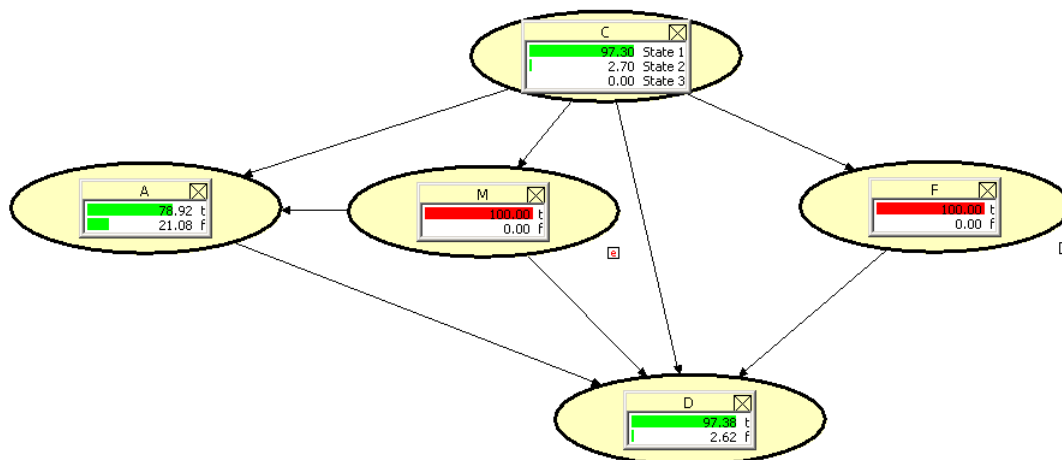 C
97.30 State 1
2.70 State 2
0.00 State 3
A
78.92 t
21.08 f
M
100.00 t
0.00 f
e
F
100.00 t
0.00 f
D
97.38 t
2.62 f